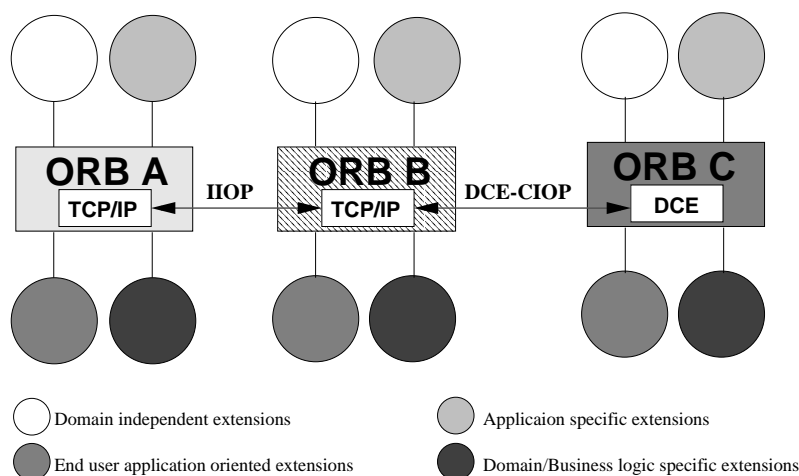 ORB A
ORB B
ORB C
IIOP
DCE-CIOP
TCP/IP
TCP/IP
DCE
Domain independent extensions
Applicaion specific extensions
End user application oriented extensions
Domain/Business logic specific extensions